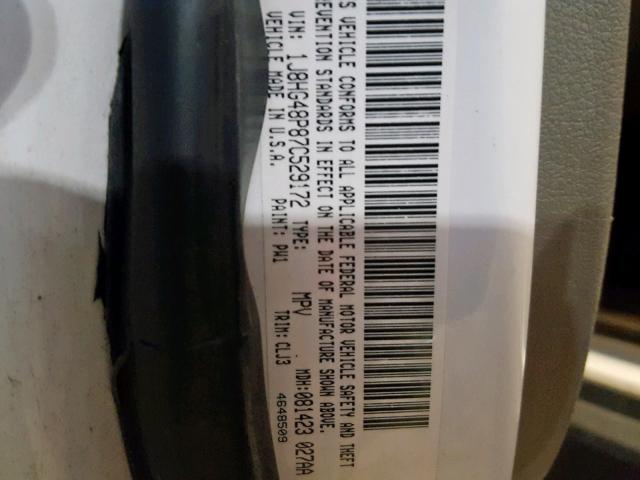 S VEHICLE CONFORMS TO ALL APPLICABLE FEDERAL MOTOR VEHICLE SAFETY AND THEFT
EVENTION STANDARDS IN EFFECT ON THE DATE OF MANUFACTURE SHOWN ABOVE.
VIN: 1J8HG48P87C529172 TYPE: MPV MDH:081423 027AA
VEHICLE MADE IN U.S.A. PAINT: PW1 TRIM:CLJ3 4648509